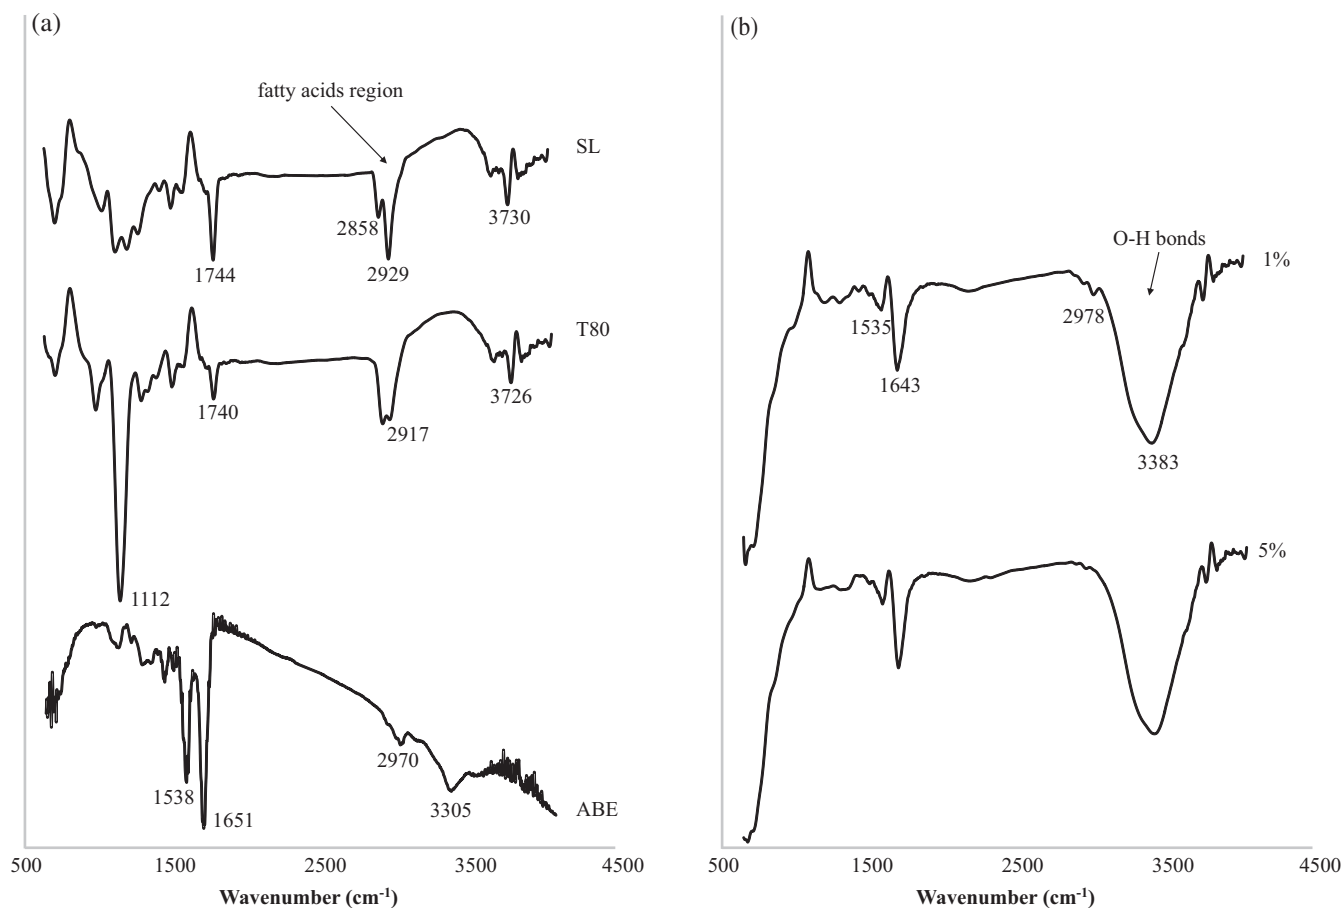 (a)
fatty acids region
SL
2858
3730
1744
2929
T80
1740
3726
2917
1112
2970
1538
1651
3305
ABE
500 1500 2500 3500 4500
Wavenumber (cm-1)
(b)
O-H bonds
1%
1535
2978
1643
3383
5%
500 1500 2500 3500 4500
Wavenumber (cm-1)